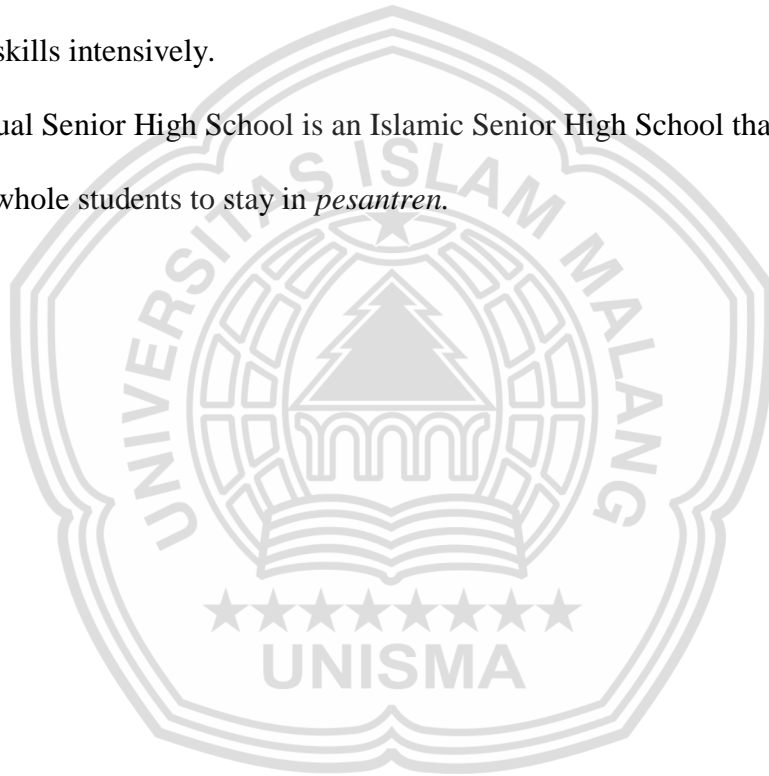 skills intensively.
ual Senior High School is an Islamic Senior High School tha
whole students to stay in pesantren.
UNIVERSITAS ISLAM MALANG
UNISMA